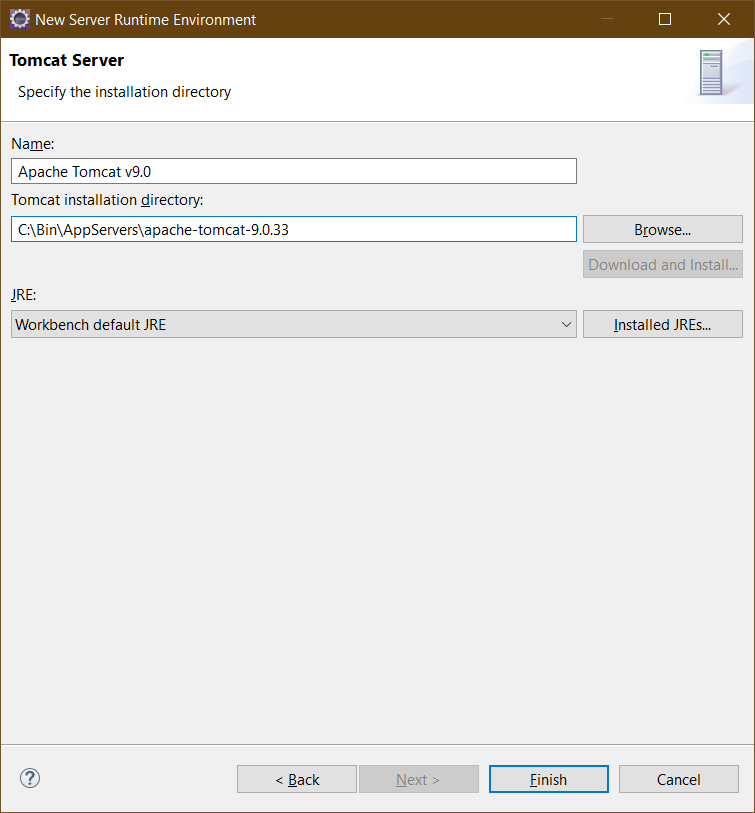 New Server Runtime Environment
Tomcat Server
Specify the installation directory
Name:
Apache Tomcat v9.0
Tomcat installation directory:
C:\Bin\AppServers\apache-tomcat-9.0.33
Browse...
Download and Install...
JRE:
Workbench default JRE
Installed JREs...
?
< Back
Next >
Finish
Cancel